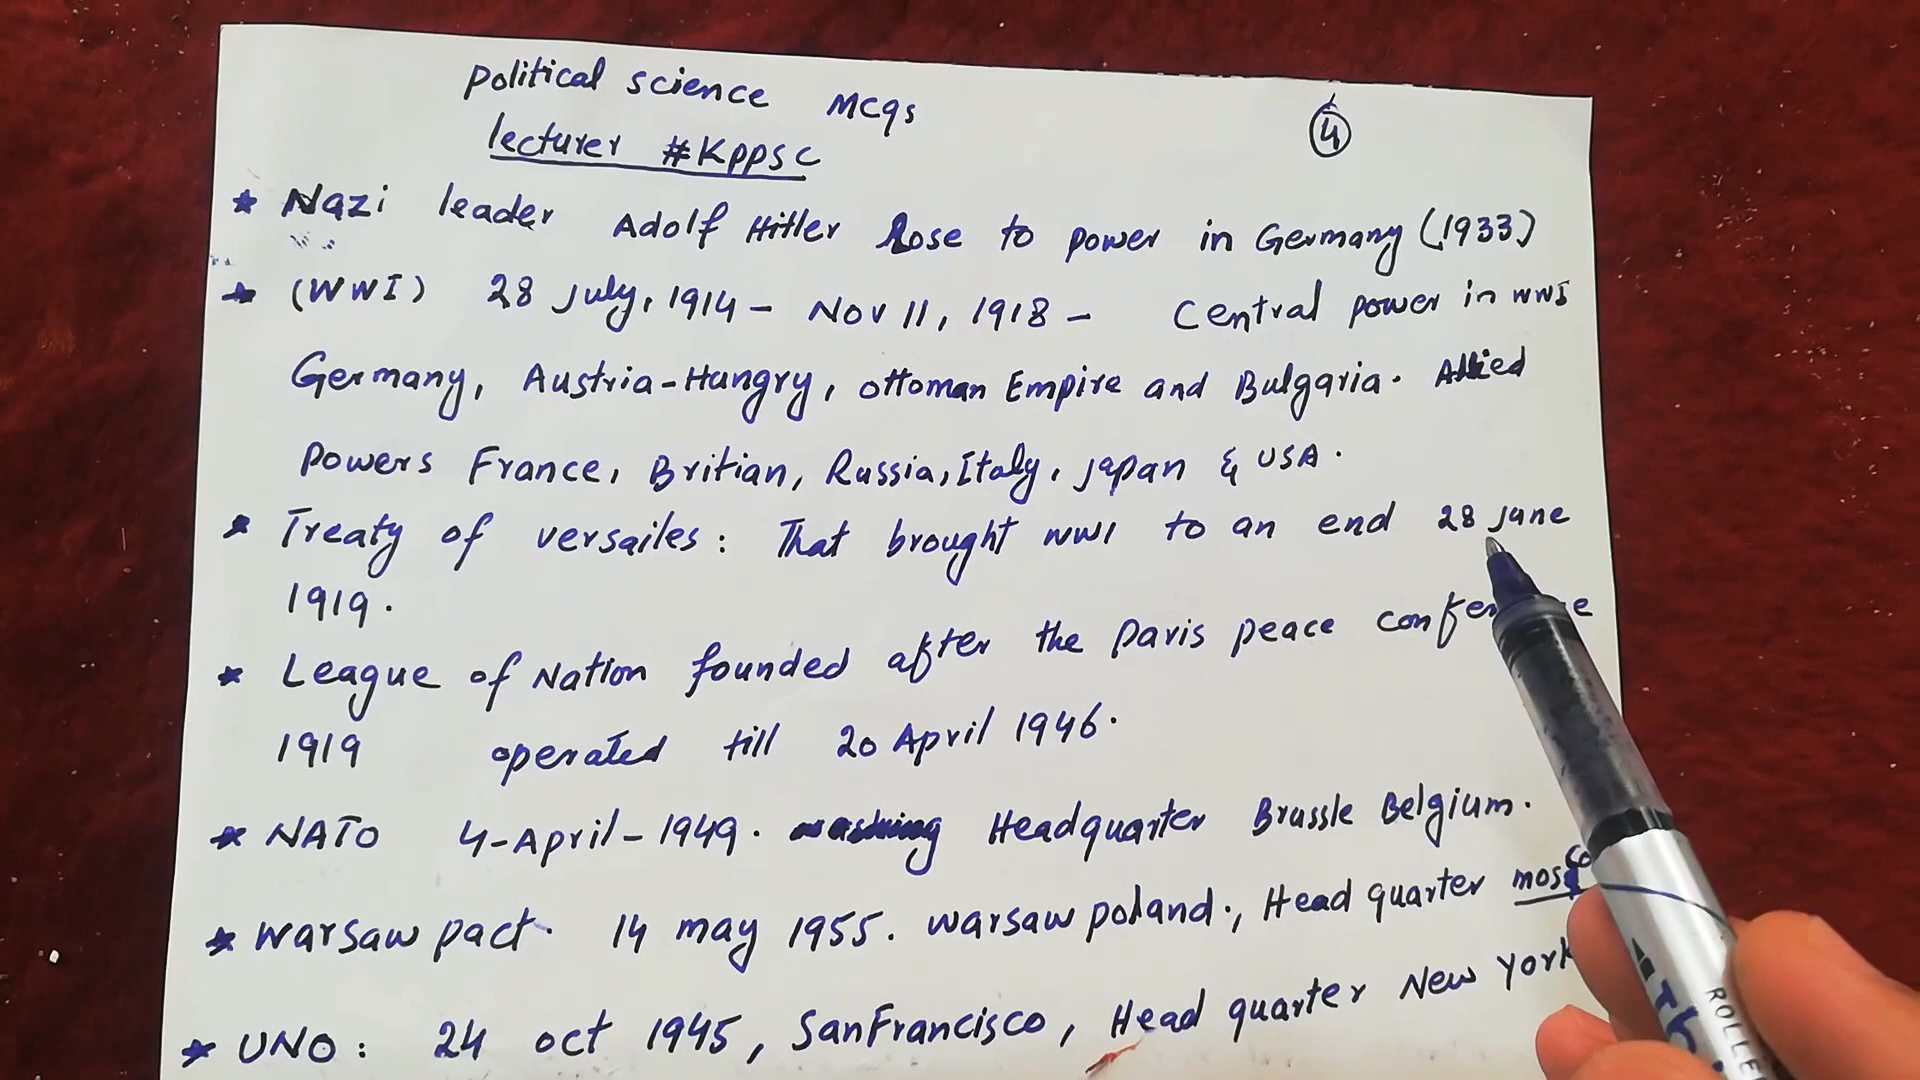 political science MCQs
4
lecturer #KPPSC
* Nazi leader Adolf Hitler Rose to power in Germany (1933)
* (WWI) 28 July, 1914 - Nov 11, 1918 - Central power in WWI
Germany, Austria-Hungry, ottoman Empire and Bulgaria. Allied
Powers France, Britian, Russia, Italy, Japan & USA.
* Treaty of versailes: That brought WWI to an end 28 June
1919.
* League of Nation founded after the Paris peace
1919 operated till 20 April 1946.
* NATO 4-April-1949. Headquarter Brussle Belgium.
* Warsaw pact. 14 may 1955. Warsaw poland., Head quarter
* UNO: 24 oct 1945, SanFrancisco, Head quarter New York